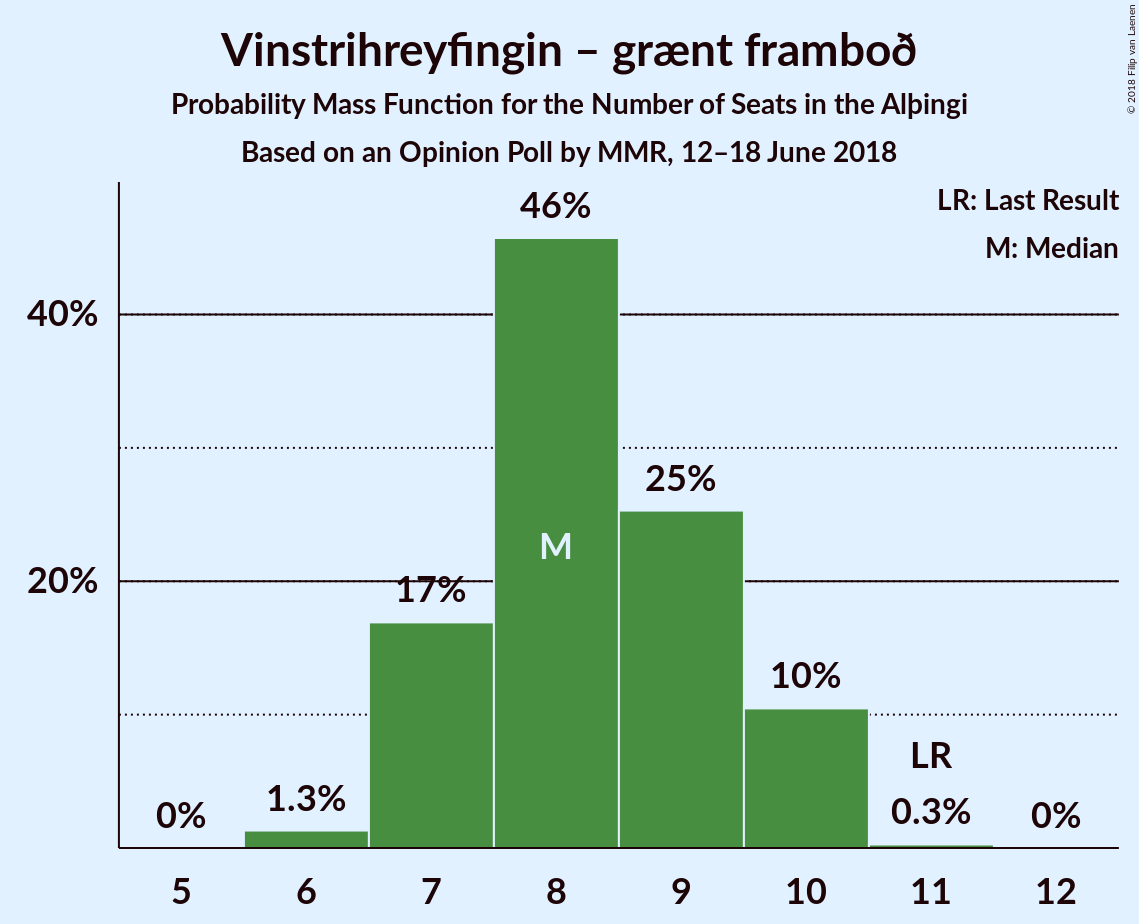 Vinstrihreyfingin – grænt framboð
Probability Mass Function for the Number of Seats in the Alþingi
Based on an Opinion Poll by MMR, 12–18 June 2018
© 2018 Filip van Laenen
LR: Last Result
M: Median
46%
40%
25%
M
20%
17%
10%
LR
0%
1.3%
0.3%
0%
5 6 7 8 9 10 11 12